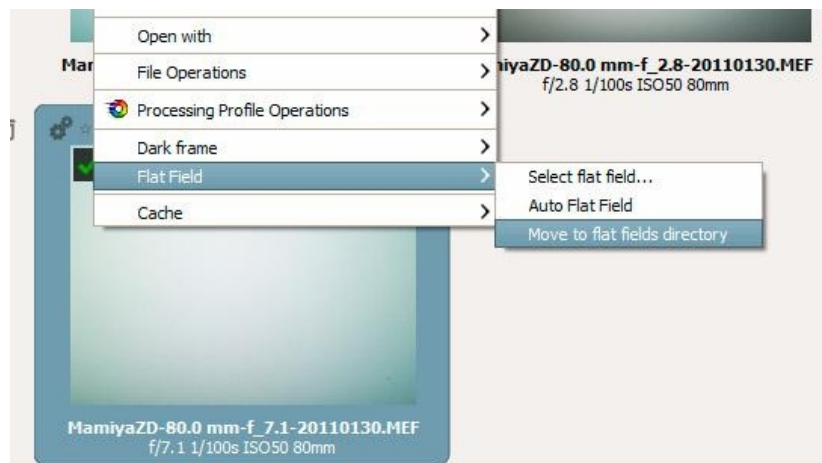 Open with
File Operations
Processing Profile Operations
Dark frame
Flat Field
Cache
Select flat field...
Auto Flat Field
Move to flat fields directory
Mar
iyaZD-80.0 mm-f_2.8-20110130.MEF
f/2.8 1/100s ISO50 80mm
MamiyaZD-80.0 mm-f_7.1-20110130.MEF
f/7.1 1/100s ISO50 80mm